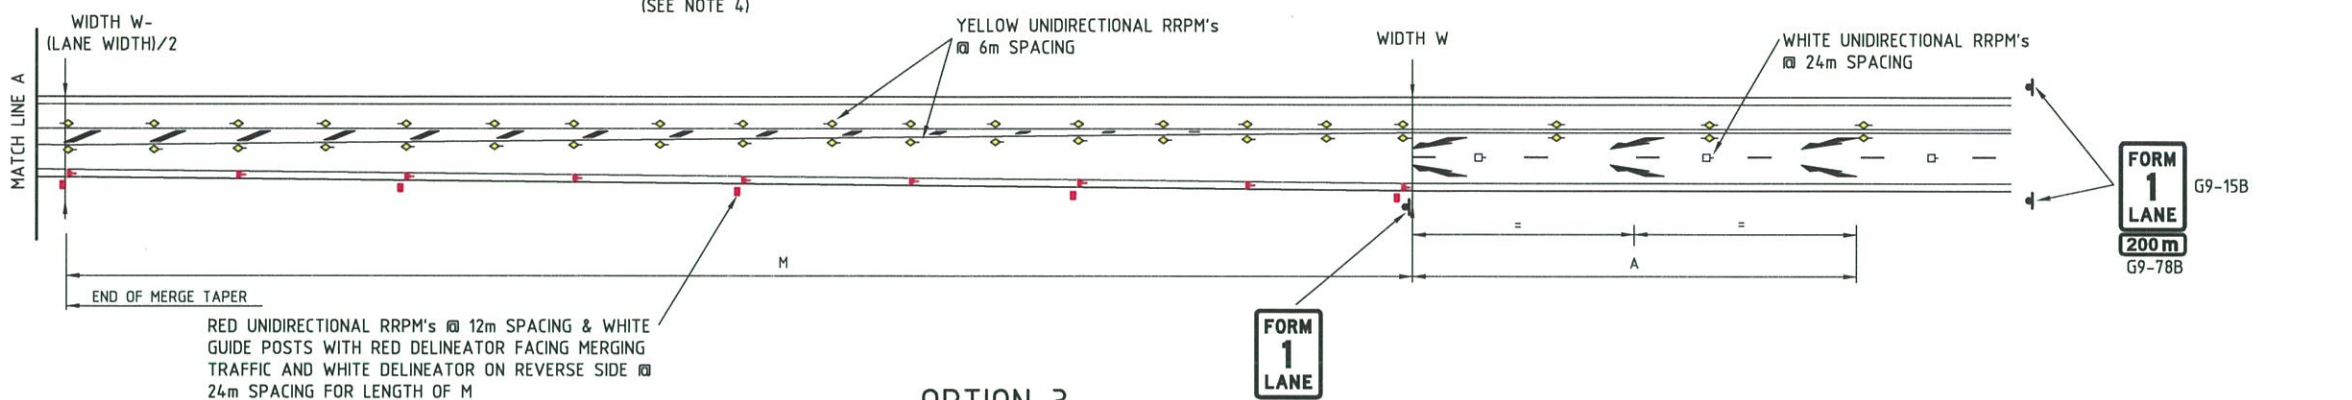 (SEE NOTE 4)
WIDTH W-
(LANE WIDTH)/2
YELLOW UNIDIRECTIONAL RRPM's
@ 6m SPACING
WIDTH W
WHITE UNIDIRECTIONAL RRPM's
@ 24m SPACING
MATCH LINE A
FORM
1
LANE
G9-15B
200 m
G9-78B
=
=
M
A
END OF MERGE TAPER
RED UNIDIRECTIONAL RRPM's @ 12m SPACING & WHITE
GUIDE POSTS WITH RED DELINEATOR FACING MERGING
TRAFFIC AND WHITE DELINEATOR ON REVERSE SIDE @
24m SPACING FOR LENGTH OF M
FORM
1
LANE